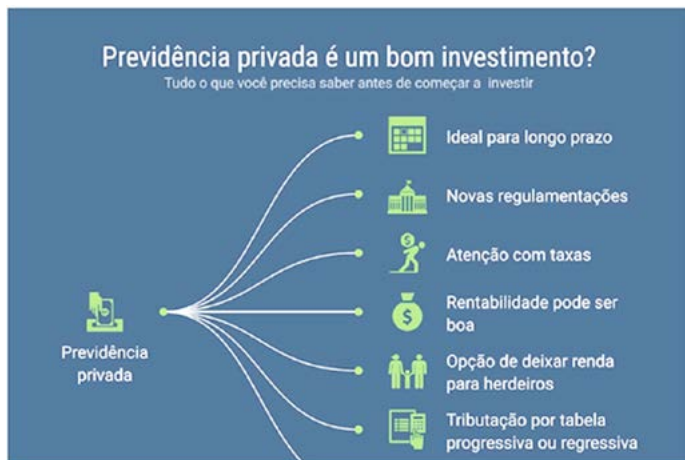 Previdência privada é um bom investimento?
Tudo o que você precisa saber antes de começar a investir
Ideal para longo prazo
Novas regulamentações
Atenção com taxas
Rentabilidade pode ser
boa
Opção de deixar renda
para herdeiros
Tributação por tabela
progressiva ou regressiva
Previdência
privada